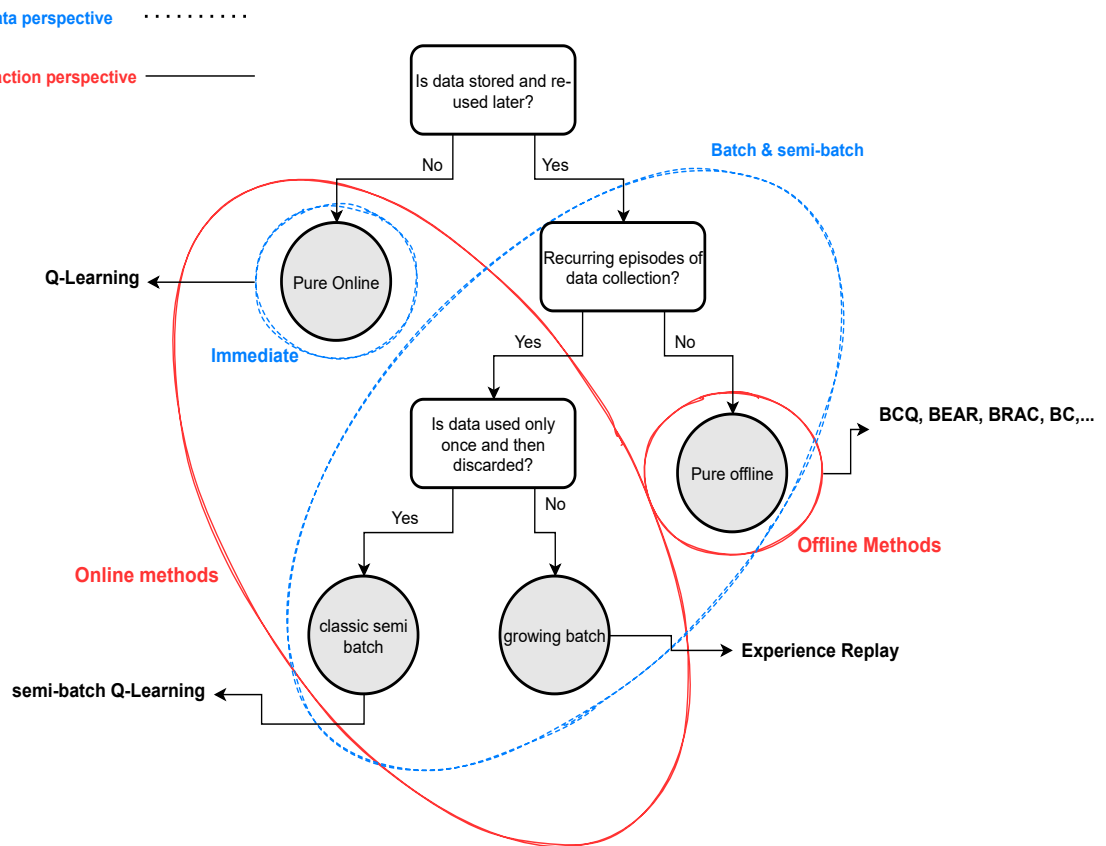 ata perspective
action perspective
Is data stored and re-
used later?
No
Yes
Batch & semi-batch
Recurring episodes of
data collection?
Q-Learning
Pure Online
Immediate
Yes
No
Is data used only
once and then
discarded?
BCQ, BEAR, BRAC, BC,...
Pure offline
Yes
No
Offline Methods
Online methods
classic semi
batch
growing batch
Experience Replay
semi-batch Q-Learning